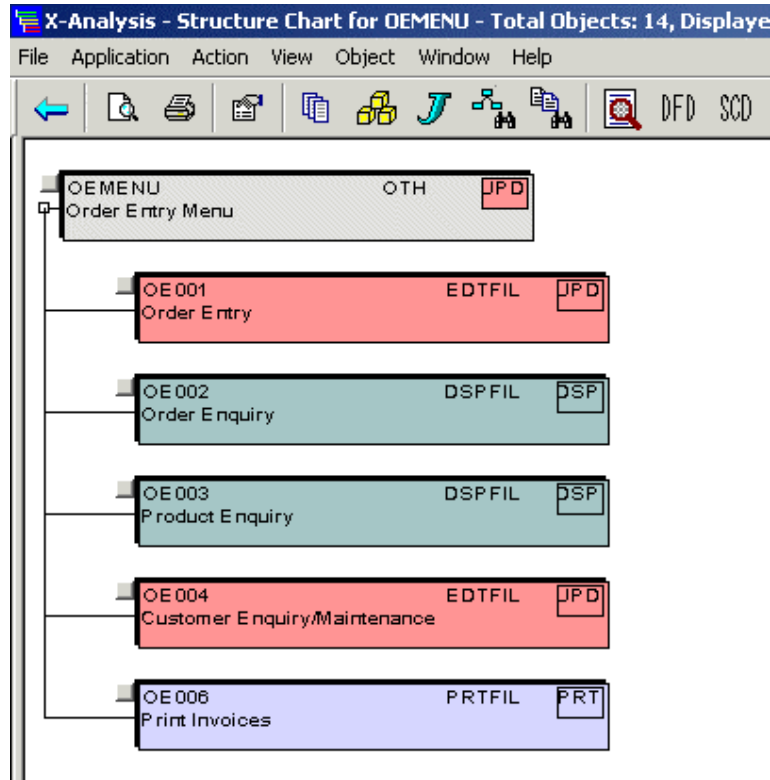 X-Analysis - Structure Chart for OEMENU - Total Objects: 14, Displaye
File Application Action View Object Window Help
DFD SCD
OEMENU OTH UPD
Order Entry Menu
OE001 EDTFIL UPD
Order Entry
OE002 DSPFIL DSP
Order Enquiry
OE003 DSPFIL DSP
Product Enquiry
OE004 EDTFIL UPD
Customer Enquiry/Maintenance
OE006 PRTFIL PRT
Print Invoices